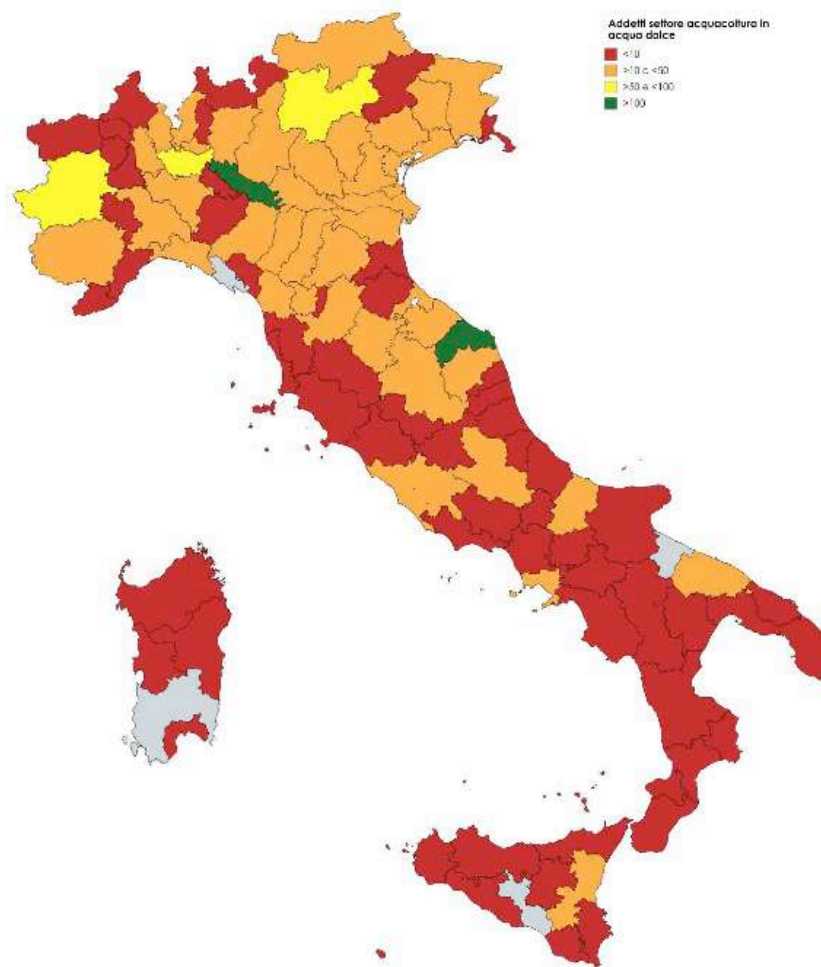 Addetti settore acquacoltura in
acqua dolce
<10
>10 e <50
>50 e <100
>100